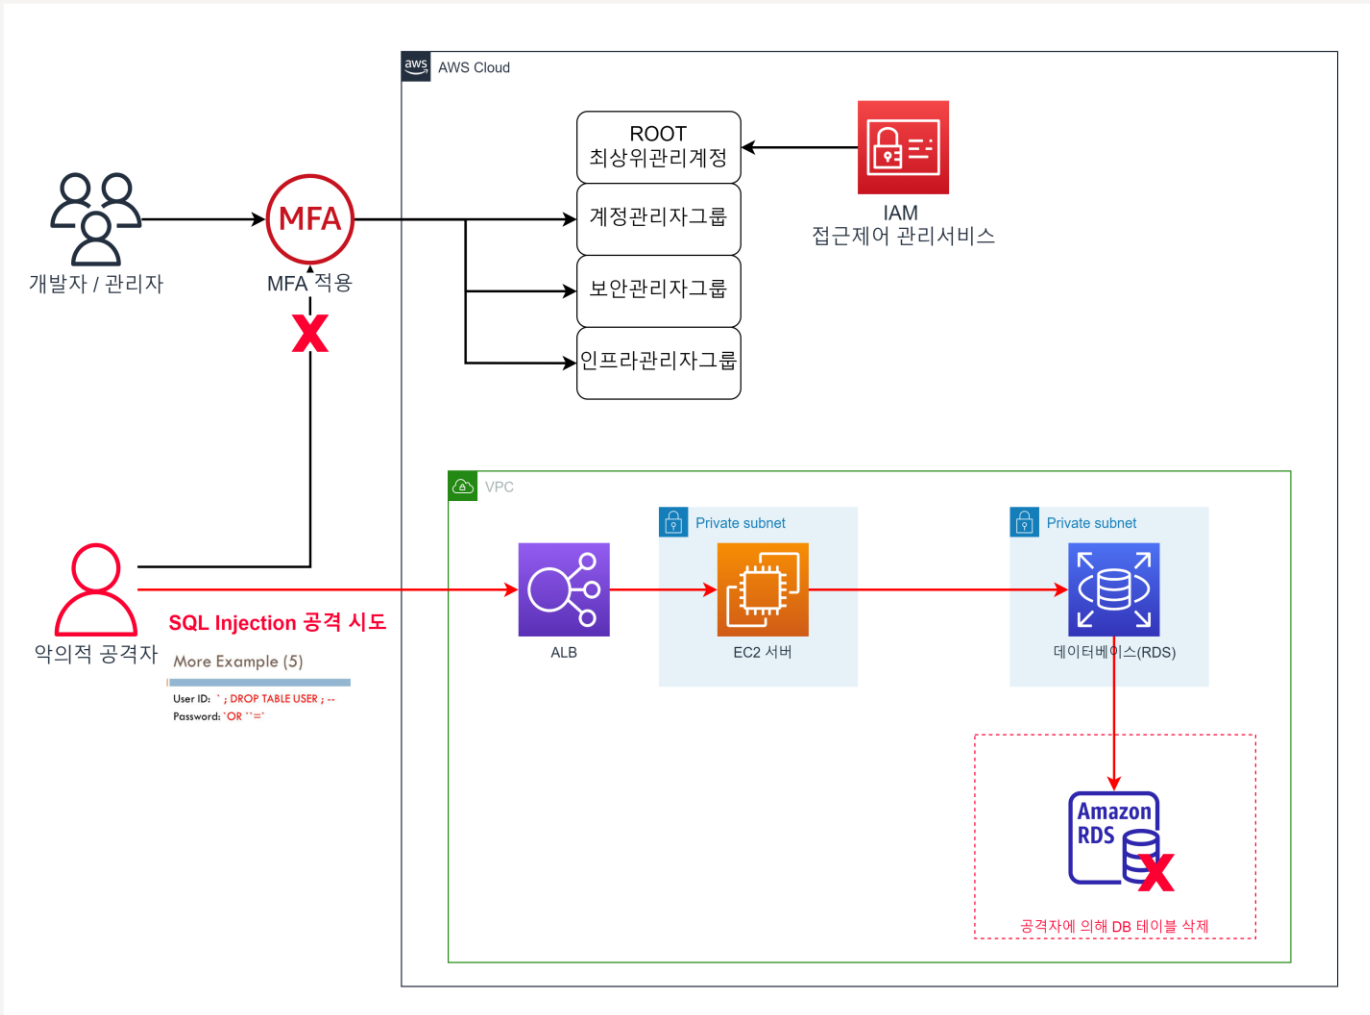 aws
AWS Cloud
ROOT
최상위관리계정
계정관리자그룹
보안관리자그룹
인프라관리자그룹
IAM
접근제어 관리서비스
MFA
개발자 / 관리자
MFA 적용
X
VPC
Private subnet
Private subnet
악의적 공격자
SQL Injection 공격 시도
More Example (5)
User ID: ` ; DROP TABLE USER ; --
Password: `OR ``=`
ALB
EC2 서버
데이터베이스(RDS)
Amazon
RDS
X
공격자에 의해 DB 테이블 삭제